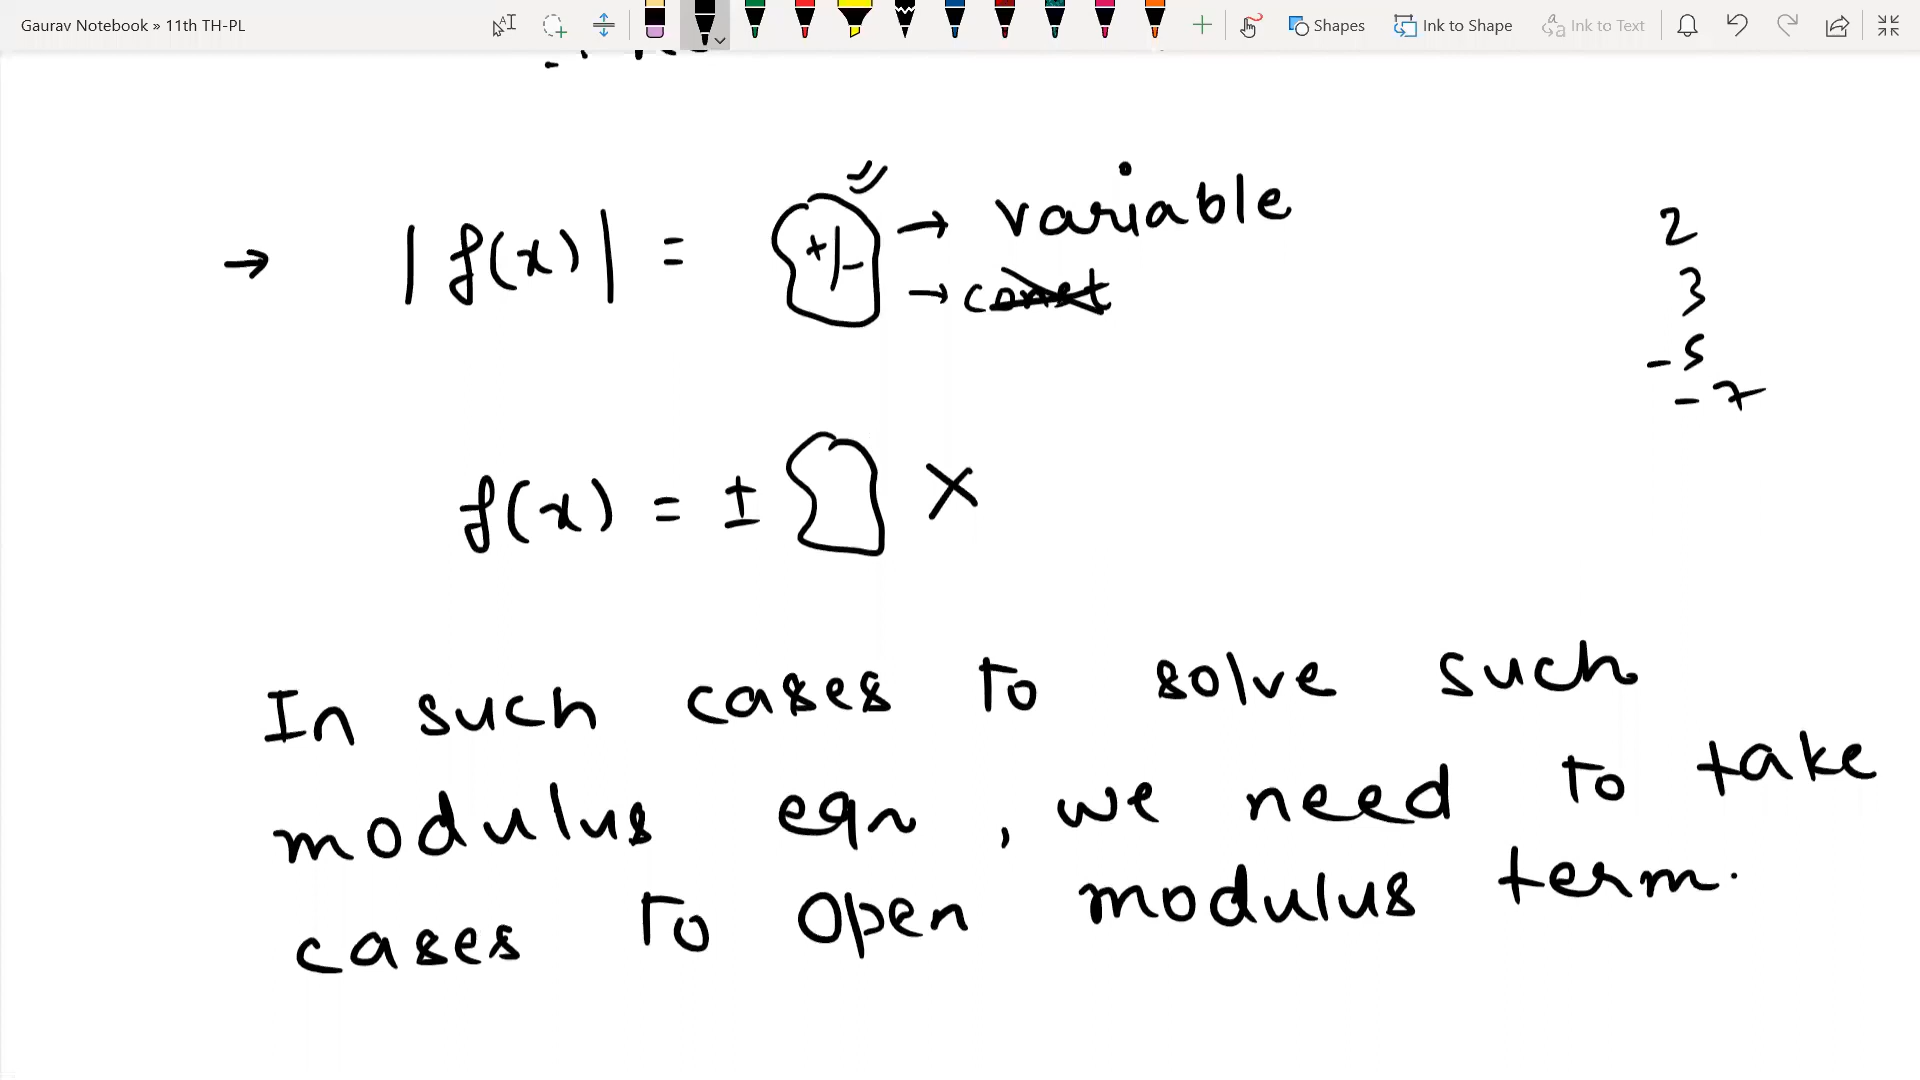 Gaurav Notebook » 11th TH-PL
Shapes
Ink to Shape
Ink to Text
→ |f(x)| = +/- → variable
→ const
2
3
-5
-7
f(x) = ± ×
In such cases to solve such
modulus eqn, we need to take
cases to open modulus term.